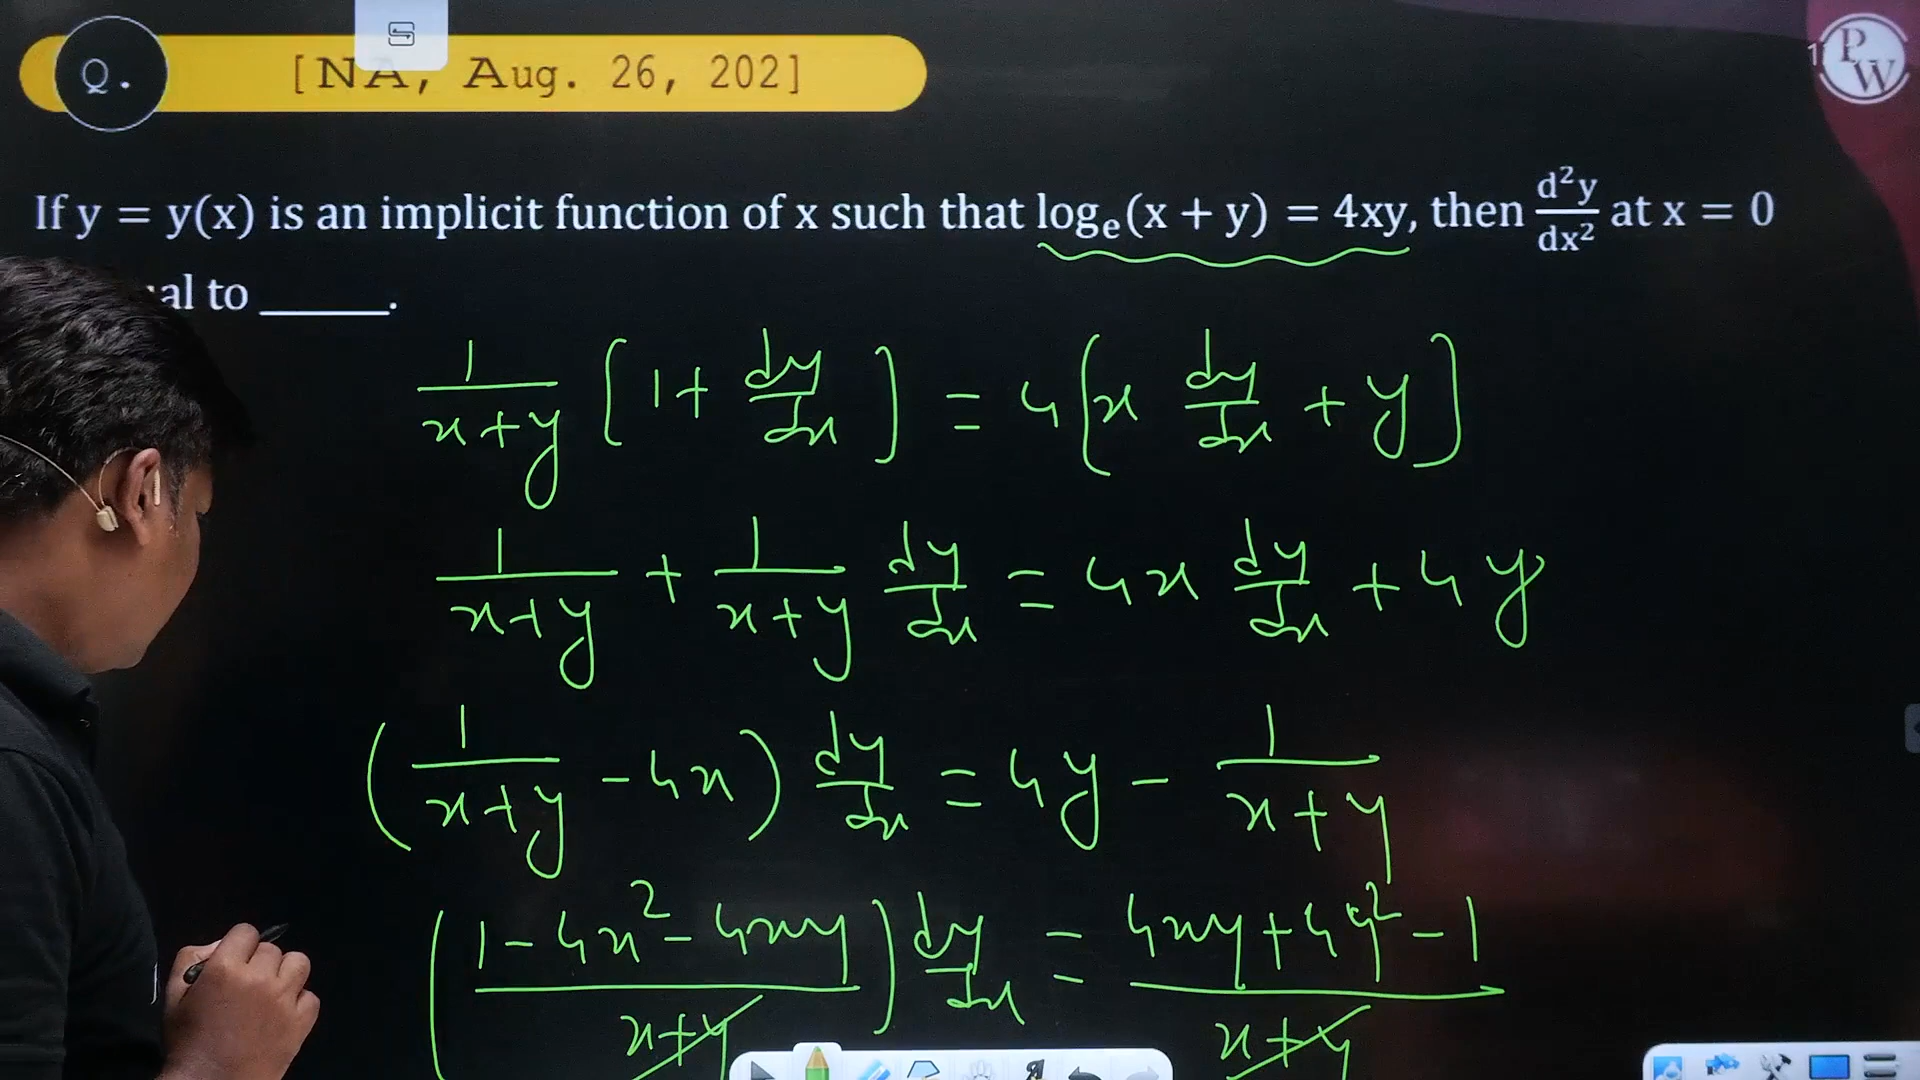 Q.
[NA, Aug. 26, 202]
PW
If y = y(x) is an implicit function of x such that logₑ(x + y) = 4xy, then d²y/dx² at x = 0
al to ______.
1/(x+y) [1 + dy/dx] = 4[x dy/dx + y]
1/(x+y) + 1/(x+y) dy/dx = 4x dy/dx + 4y
(1/(x+y) - 4x) dy/dx = 4y - 1/(x+y)
((1 - 4x² - 4xy)/(x+y)) dy/dx = (4xy + 4y² - 1)/(x+y)